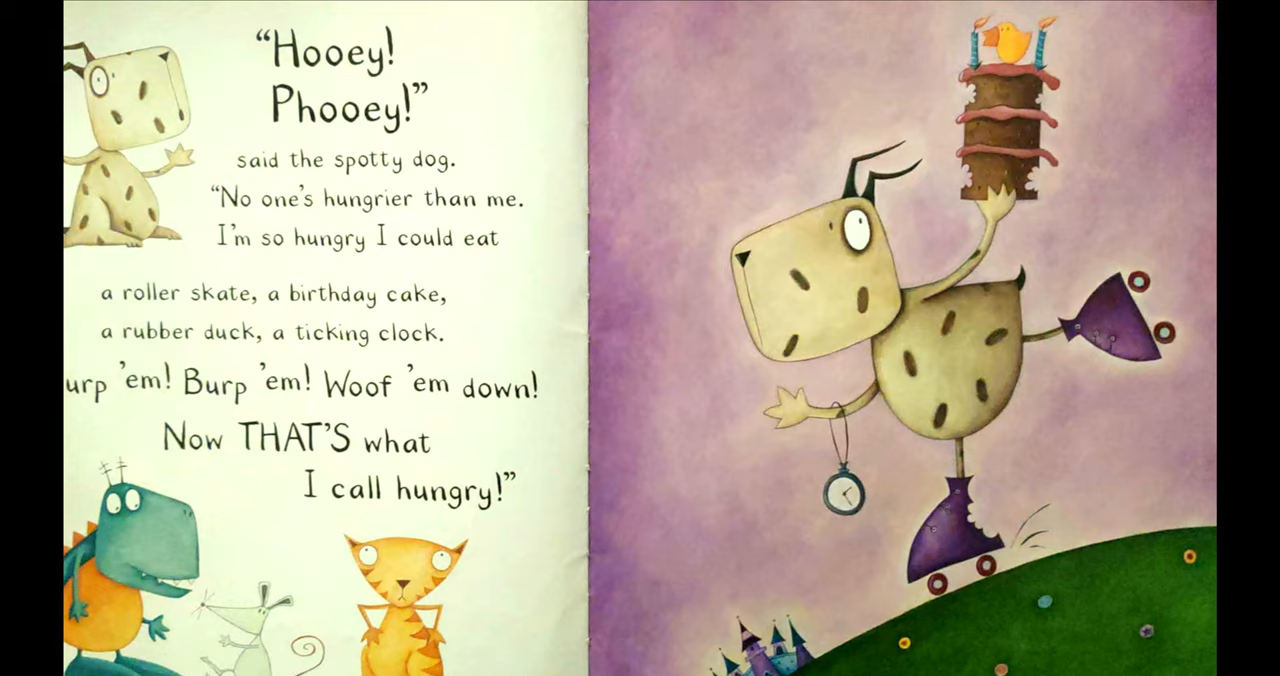 “Hooey!
Phooey!”
said the spotty dog.
“No one’s hungrier than me.
I’m so hungry I could eat
a roller skate, a birthday cake,
a rubber duck, a ticking clock.
urp ’em! Burp ’em! Woof ’em down!
Now THAT’S what
I call hungry!”